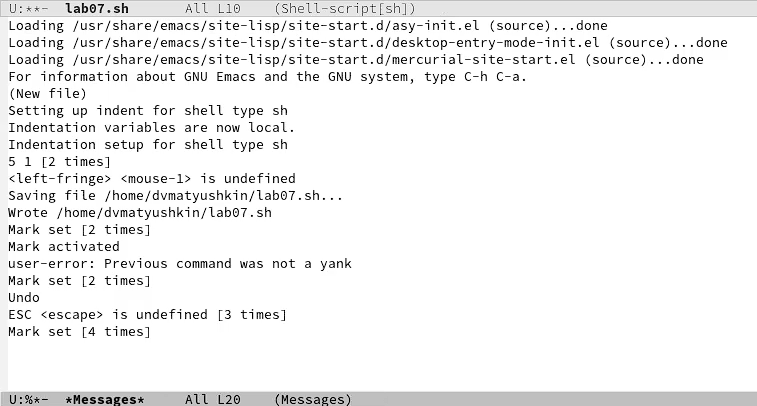 U:**-  lab07.sh       All L10    (Shell-script[sh])
Loading /usr/share/emacs/site-lisp/site-start.d/asy-init.el (source)...done
Loading /usr/share/emacs/site-lisp/site-start.d/desktop-entry-mode-init.el (source)...done
Loading /usr/share/emacs/site-lisp/site-start.d/mercurial-site-start.el (source)...done
For information about GNU Emacs and the GNU system, type C-h C-a.
(New file)
Setting up indent for shell type sh
Indentation variables are now local.
Indentation setup for shell type sh
5 1 [2 times]
<left-fringe> <mouse-1> is undefined
Saving file /home/dvmatyushkin/lab07.sh...
Wrote /home/dvmatyushkin/lab07.sh
Mark set [2 times]
Mark activated
user-error: Previous command was not a yank
Mark set [2 times]
Undo
ESC <escape> is undefined [3 times]
Mark set [4 times]
U:%*-  *Messages*     All L20    (Messages)